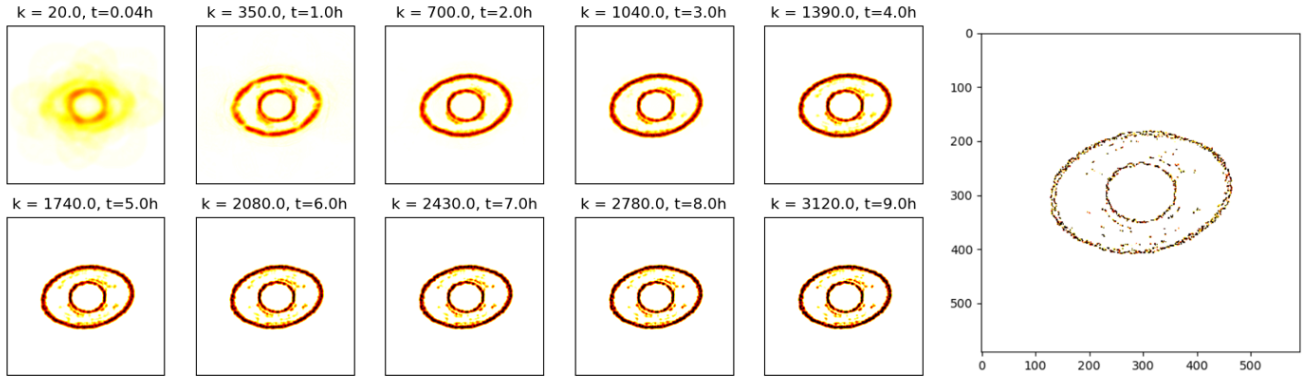 k = 20.0, t=0.04h
k = 350.0, t=1.0h
k = 700.0, t=2.0h
k = 1040.0, t=3.0h
k = 1390.0, t=4.0h
k = 1740.0, t=5.0h
k = 2080.0, t=6.0h
k = 2430.0, t=7.0h
k = 2780.0, t=8.0h
k = 3120.0, t=9.0h
0
100
200
300
400
500
0 100 200 300 400 500